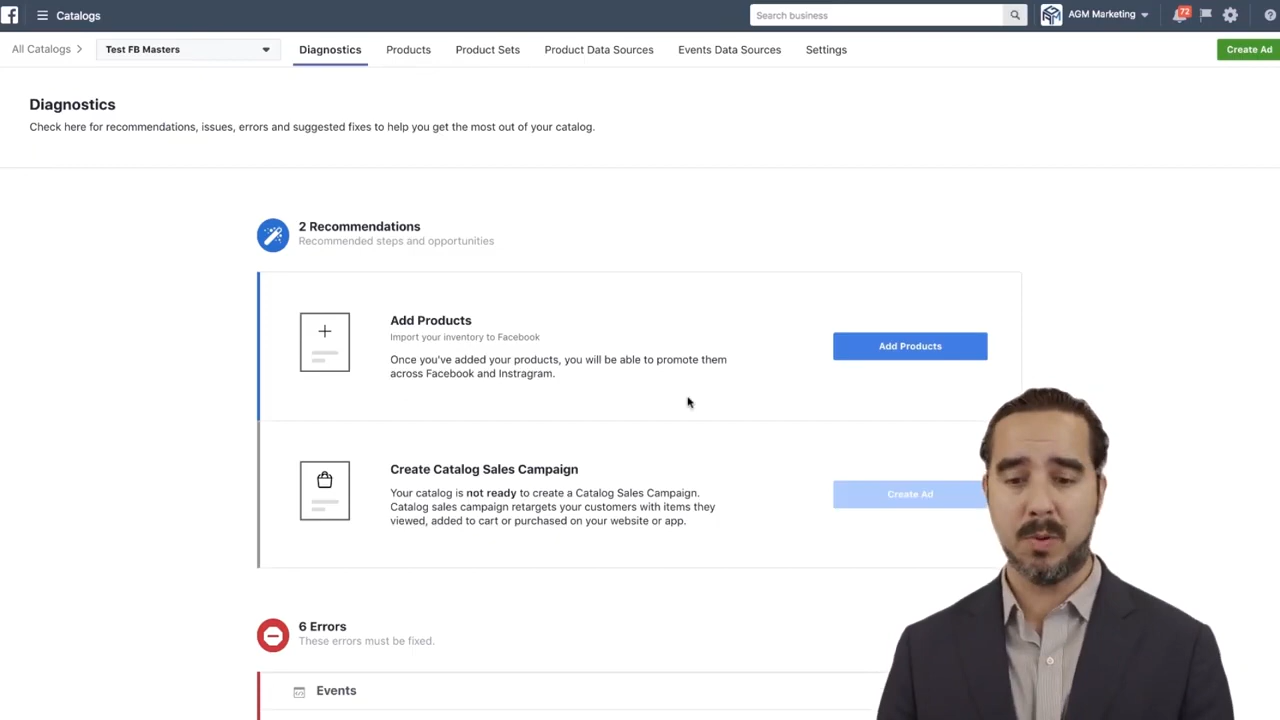 Catalogs
Search business
AGM Marketing
72
All Catalogs
Test FB Masters
Diagnostics
Products
Product Sets
Product Data Sources
Events Data Sources
Settings
Create Ad
Diagnostics
Check here for recommendations, issues, errors and suggested fixes to help you get the most out of your catalog.
2 Recommendations
Recommended steps and opportunities
Add Products
Import your inventory to Facebook
Once you've added your products, you will be able to promote them
across Facebook and Instragram.
Add Products
Create Catalog Sales Campaign
Your catalog is not ready to create a Catalog Sales Campaign.
Catalog sales campaign retargets your customers with items they
viewed, added to cart or purchased on your website or app.
Create Ad
6 Errors
These errors must be fixed.
Events